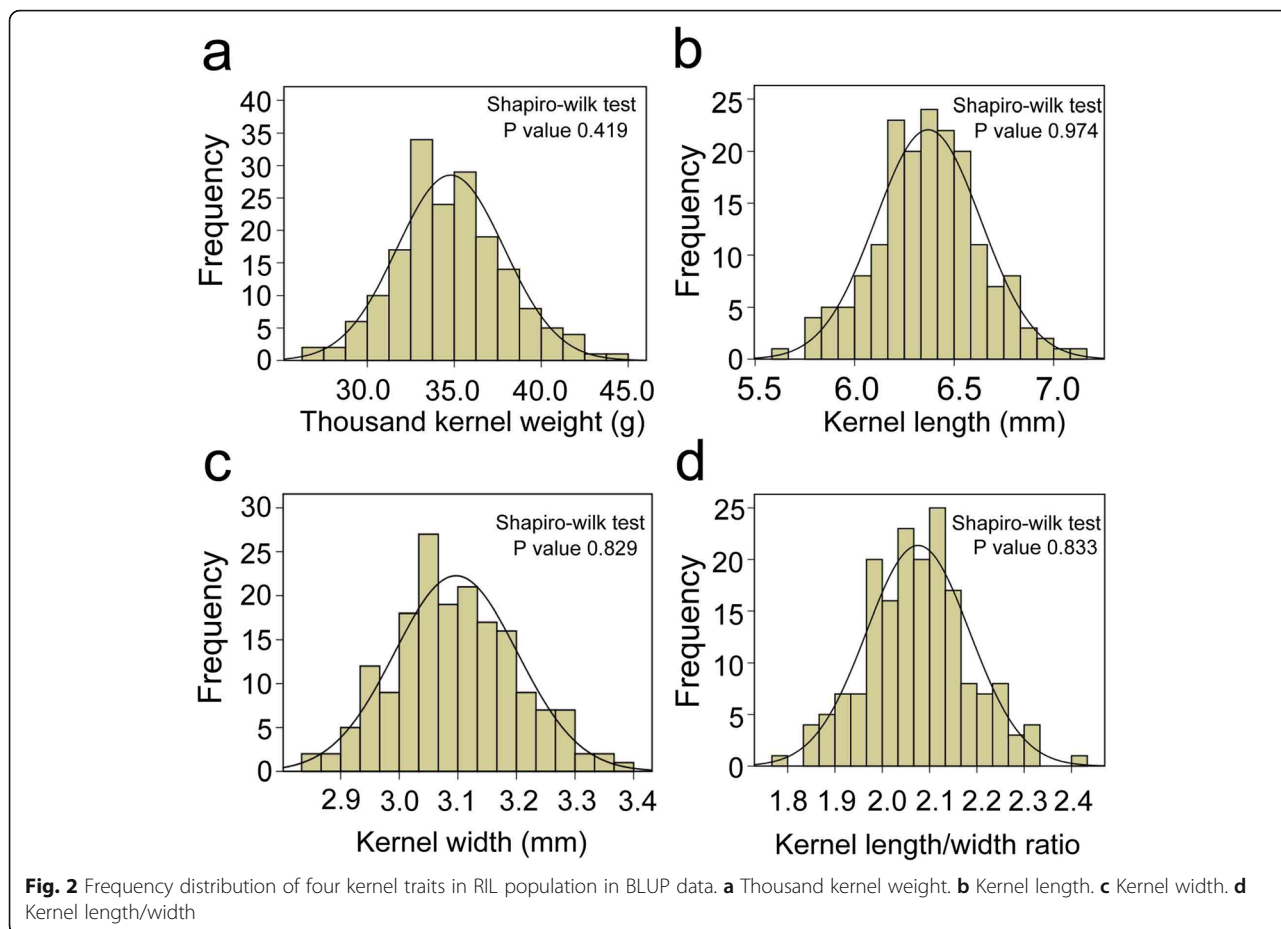 a
Shapiro-wilk test
P value 0.419
Frequency
40
35
30
25
20
15
10
5
0
30.0 35.0 40.0 45.0
Thousand kernel weight (g)
b
Shapiro-wilk test
P value 0.974
Frequency
25
20
15
10
5
0
5.5 6.0 6.5 7.0
Kernel length (mm)
c
Shapiro-wilk test
P value 0.829
Frequency
30
25
20
15
10
5
0
2.9 3.0 3.1 3.2 3.3 3.4
Kernel width (mm)
d
Shapiro-wilk test
P value 0.833
Frequency
25
20
15
10
5
0
1.8 1.9 2.0 2.1 2.2 2.3 2.4
Kernel length/width ratio
Fig. 2 Frequency distribution of four kernel traits in RIL population in BLUP data. a Thousand kernel weight. b Kernel length. c Kernel width. d
Kernel length/width